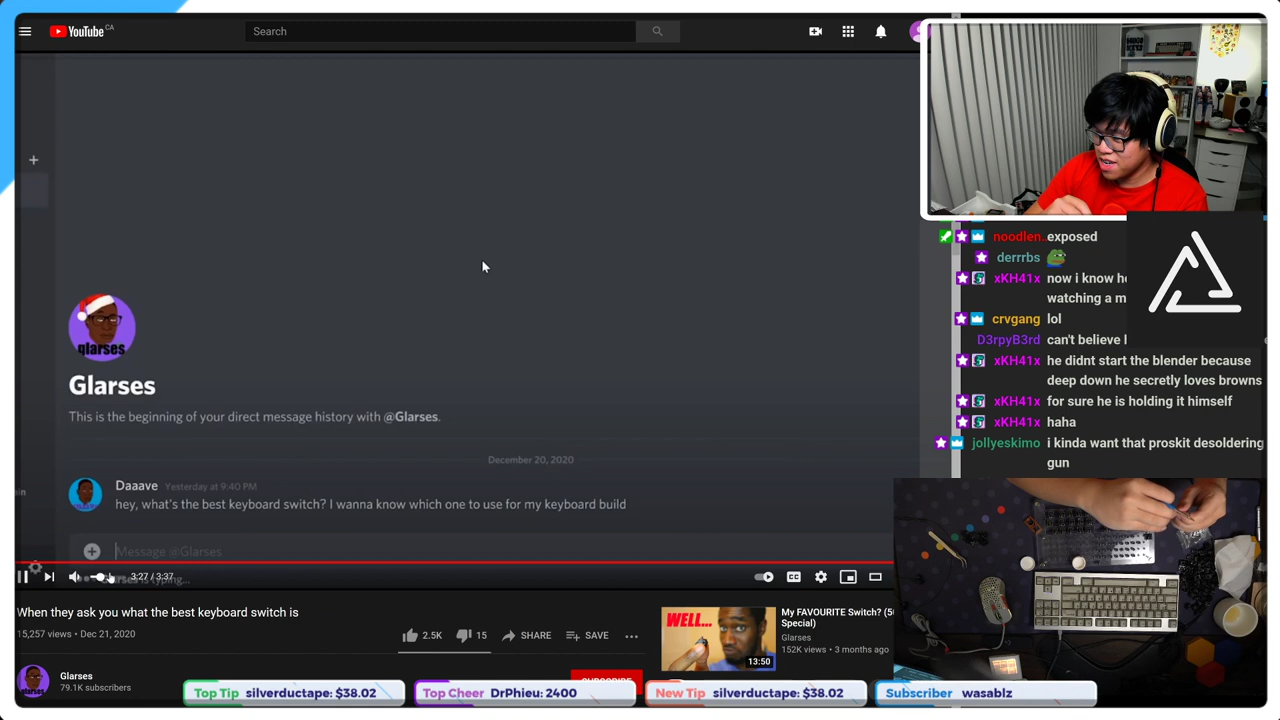 YouTube CA
Search
glarses
Glarses
This is the beginning of your direct message history with @Glarses.
December 20, 2020
Daaave Yesterday at 9:40 PM
hey, what's the best keyboard switch? I wanna know which one to use for my keyboard build
Message @Glarses
typing...
3:27 / 3:37
When they ask you what the best keyboard switch is
15,257 views • Dec 21, 2020
2.5K 15 SHARE SAVE
Glarses
79.1K subscribers
WELL...
13:50
My FAVOURITE Switch? (50
Special)
Glarses
152K views • 3 months ago
noodlen.. exposed
derrrbs
xKH41x now i know he
watching a m
crvgang lol
D3rpyB3rd can't believe
xKH41x he didnt start the blender because
deep down he secretly loves browns
xKH41x for sure he is holding it himself
xKH41x haha
jollyeskimo i kinda want that proskit desoldering
gun
Top Tip silverductape: $38.02
Top Cheer DrPhieu: 2400
New Tip silverductape: $38.02
Subscriber wasablz